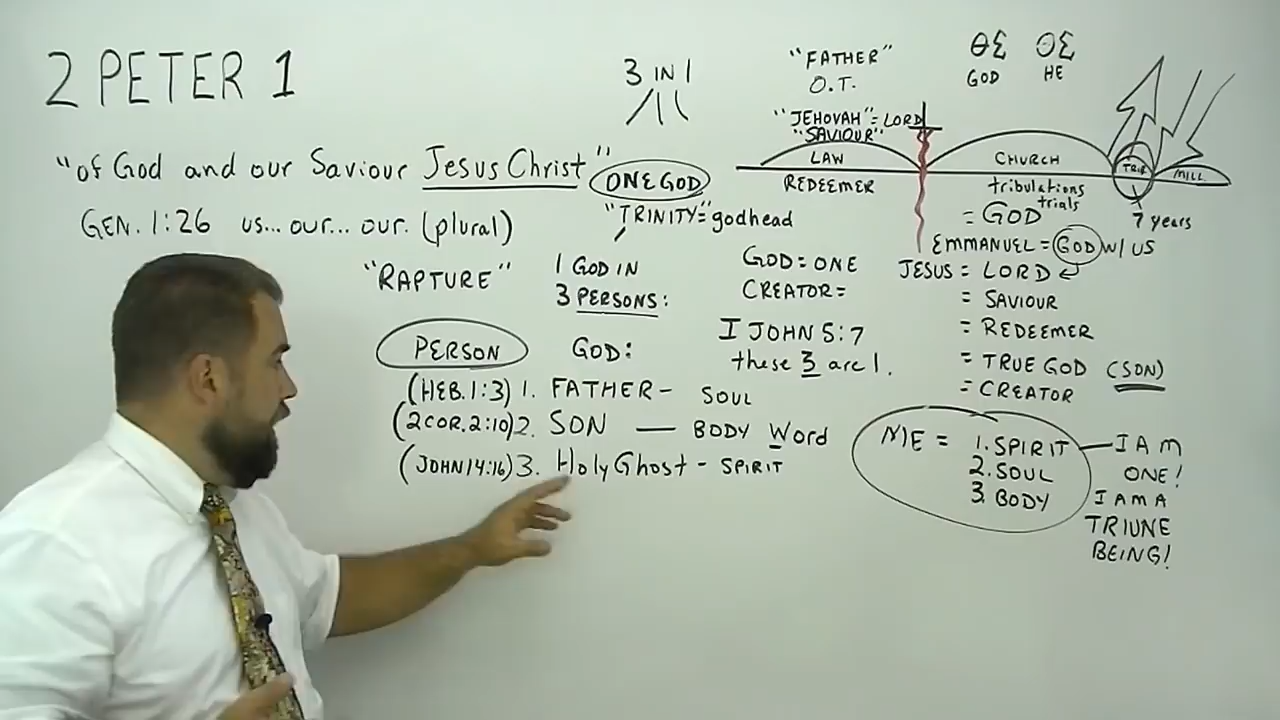 2 PETER 1
"of God and our Saviour Jesus Christ"
GEN. 1:26 us... our... our. (plural)
"RAPTURE"
3 IN 1
ONE GOD
"TRINITY"= godhead
1 GOD IN
3 PERSONS:
PERSON
GOD:
(HEB. 1:3) 1. FATHER - SOUL
(2 COR. 2:10) 2. SON — BODY Word
(JOHN 14:16) 3. Holy Ghost - SPIRIT
GOD = ONE
CREATOR =
I JOHN 5:7
these 3 are 1.
"FATHER"
O.T.
"JEHOVAH" = LORD
"SAVIOUR"
LAW
REDEEMER
ΘΣ ΟΣ
GOD HE
CHURCH
tribulations
trials
TRIB
MILL.
7 years
= GOD
EMMANUEL = GOD W/ US
JESUS = LORD
= SAVIOUR
= REDEEMER
= TRUE GOD (SON)
= CREATOR
ME = 1. SPIRIT
2. SOUL
3. BODY
I AM
ONE!
I AM A
TRIUNE
BEING!